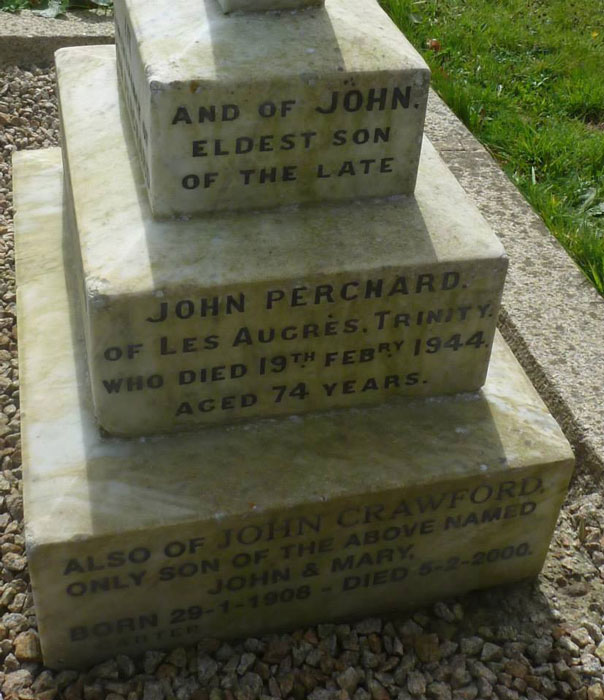 AND OF JOHN.
ELDEST SON
OF THE LATE
JOHN PERCHARD.
OF LES AUGRÈS. TRINITY.
WHO DIED 19TH FEBRY 1944.
AGED 74 YEARS.
ALSO OF JOHN CRAWFORD,
ONLY SON OF THE ABOVE NAMED
JOHN & MARY,
BORN 29-1-1908 - DIED 5-2-2000.